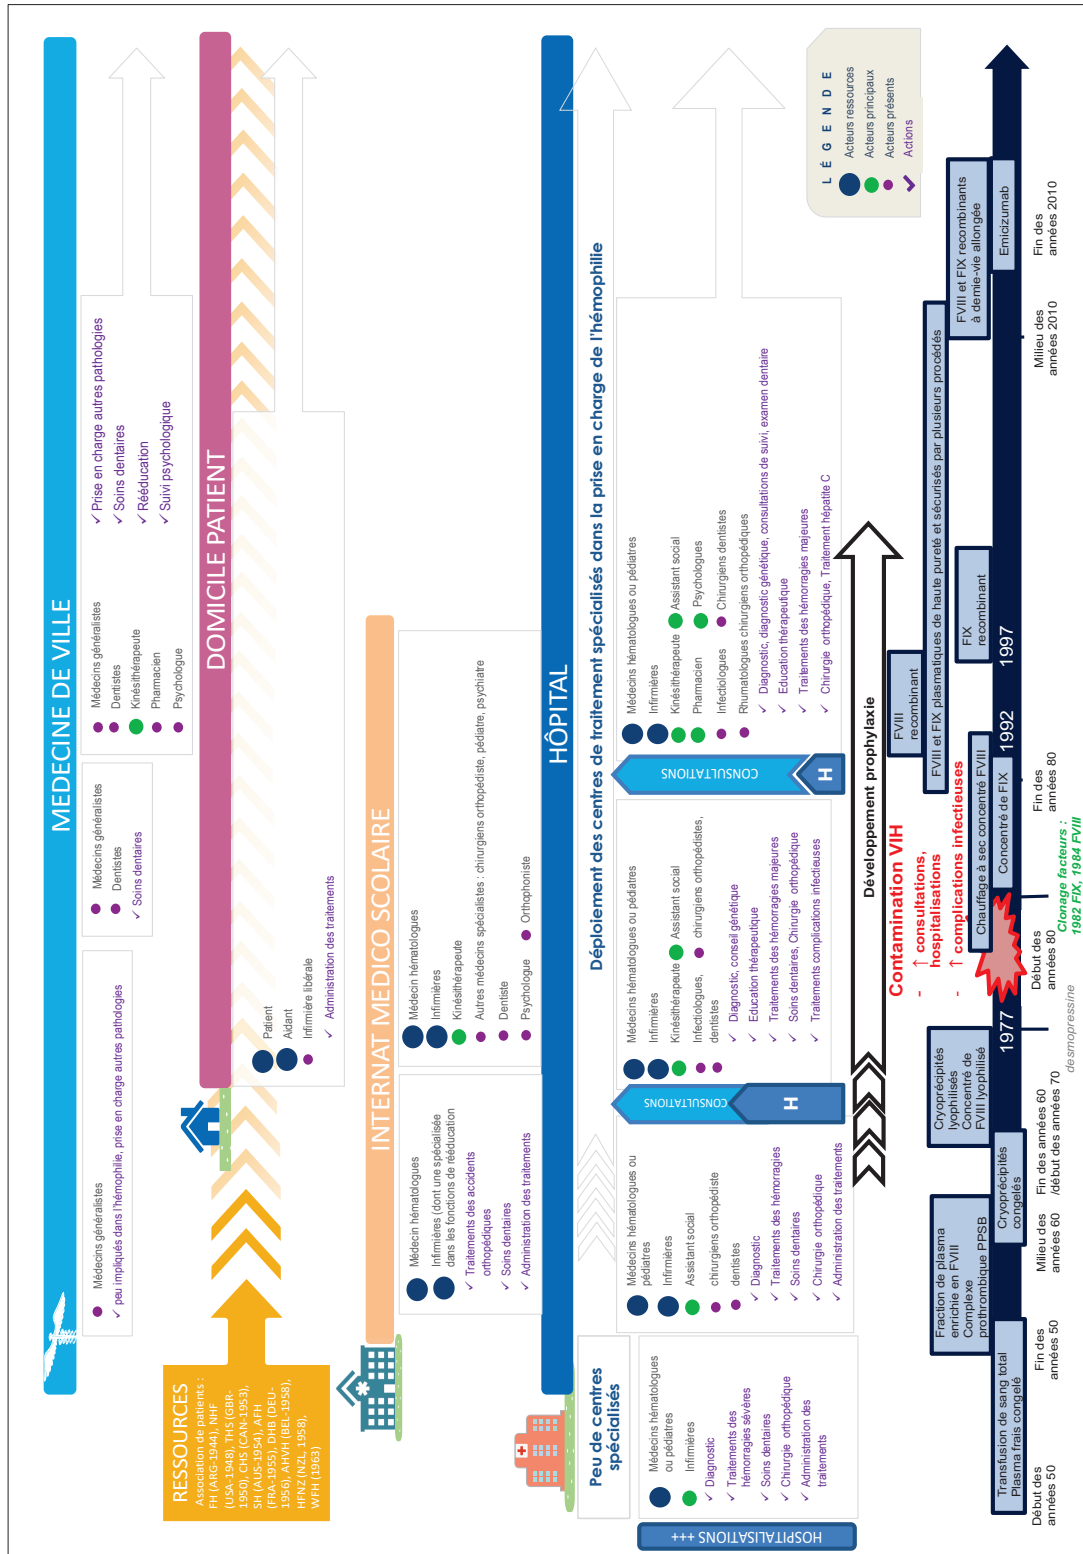 MEDECINE DE VILLE
Médecins généralistes
✓ peu impliqués dans l'hémophilie, prise en charge autres pathologies
Médecins généralistes
Dentistes
✓ Soins dentaires
Médecins généralistes
Dentistes
Kinésithérapeute
Pharmacien
Psychologue
✓ Prise en charge autres pathologies
✓ Soins dentaires
✓ Rééducation
✓ Suivi psychologique
RESSOURCES
Association de patients :
FH (ARG-1944), NHF
(USA-1948), THS (GBR-
1950), CHS (CAN-1953),
SH (AUS-1954), AFH
(FRA-1955), DHB (DEU-
1956), AHVH (BEL-1958),
HFNZ (NZL, 1958),
WFH (1963)
DOMICILE PATIENT
Patient
Aidant
Infirmière libérale
✓ Administration des traitements
INTERNAT MEDICO SCOLAIRE
Médecin hématologues
Infirmières (dont une spécialisée
dans les fonctions de rééducation
✓ Traitements des accidents
orthopédiques
✓ Soins dentaires
✓ Administration des traitements
Médecin hématologues
Infirmières
Kinésithérapeute
Autres médecins spécialistes : chirurgiens orthopédiste, pédiatre, psychiatre
Dentiste
Psychologue
Orthophoniste
HÔPITAL
Peu de centres
spécialisés
Déploiement des centres de traitement spécialisés dans la prise en charge de l'hémophilie
HOSPITALISATIONS +++
Médecins hématologues
ou pédiatres
Infirmières
✓ Diagnostic
✓ Traitements des
hémorragies sévères
✓ Soins dentaires
✓ Chirurgie orthopédique
✓ Administration des
traitements
Médecins hématologues ou
pédiatres
Infirmières
Assistant social
chirurgiens orthopédiste
dentistes
✓ Diagnostic
✓ Traitements des hémorragies
✓ Soins dentaires
✓ Chirurgie orthopédique
✓ Administration des traitements
CONSULTATIONS
H
Médecins hématologues ou pédiatres
Infirmières
Kinésithérapeute
Assistant social
Infectiologues,
chirurgiens orthopédistes,
dentistes
✓ Diagnostic, conseil génétique
✓ Education thérapeutique
✓ Traitements des hémorragies majeures
✓ Soins dentaires, Chirurgie orthopédique
✓ Traitements complications infectieuses
CONSULTATIONS
H
Médecins hématologues ou pédiatres
Infirmières
Kinésithérapeute
Assistant social
Pharmacien
Psychologues
Infectiologues
Chirurgiens dentistes
Rhumatologues chirurgiens orthopédiques
✓ Diagnostic, diagnostic génétique, consultations de suivi, examen dentaire
✓ Education thérapeutique
✓ Traitements des hémorragies majeures
✓ Chirurgie orthopédique, Traitement hépatite C
LÉGENDE
Acteurs ressources
Acteurs principaux
Acteurs présents
Actions
Développement prophylaxie
Contamination VIH
- ↑ consultations,
hospitalisations
- ↑ complications infectieuses
FVIII
recombinant
FVIII et FIX plasmatiques de haute pureté et sécurisés par plusieurs procédés
Fraction de plasma
enrichie en FVIII
Complexe
prothrombique PPSB
Cryoprécipités
lyophilisés
Concentré de
FVIII lyophilisé
Chauffage à sec concentré FVIII
FIX
recombinant
FVIII et FIX recombinants
à demie-vie allongée
Transfusion de sang total
Plasma frais congelé
Cryoprécipités
congelés
1977
Concentré de FIX
1992
1997
Emicizumab
Début des
années 50
Fin des
années 50
Milieu des
années 60
Fin des années 60
/début des années 70
desmopressine
Début des
années 80
Clonage facteurs :
1982 FIX, 1984 FVIII
Fin des
années 80
Milieu des
années 2010
Fin des
années 2010